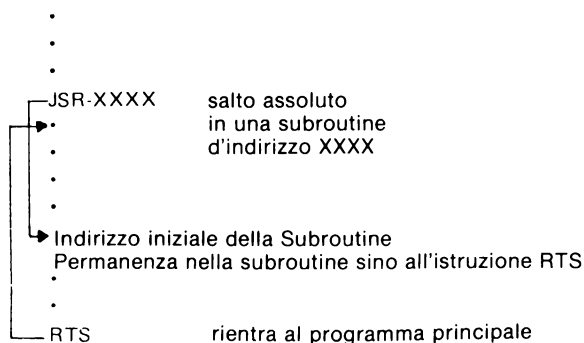 JSR-XXXX salto assoluto
in una subroutine
d'indirizzo XXXX
Indirizzo iniziale della Subroutine
Permanenza nella subroutine sino all'istruzione RTS
RTS rientra al programma principale